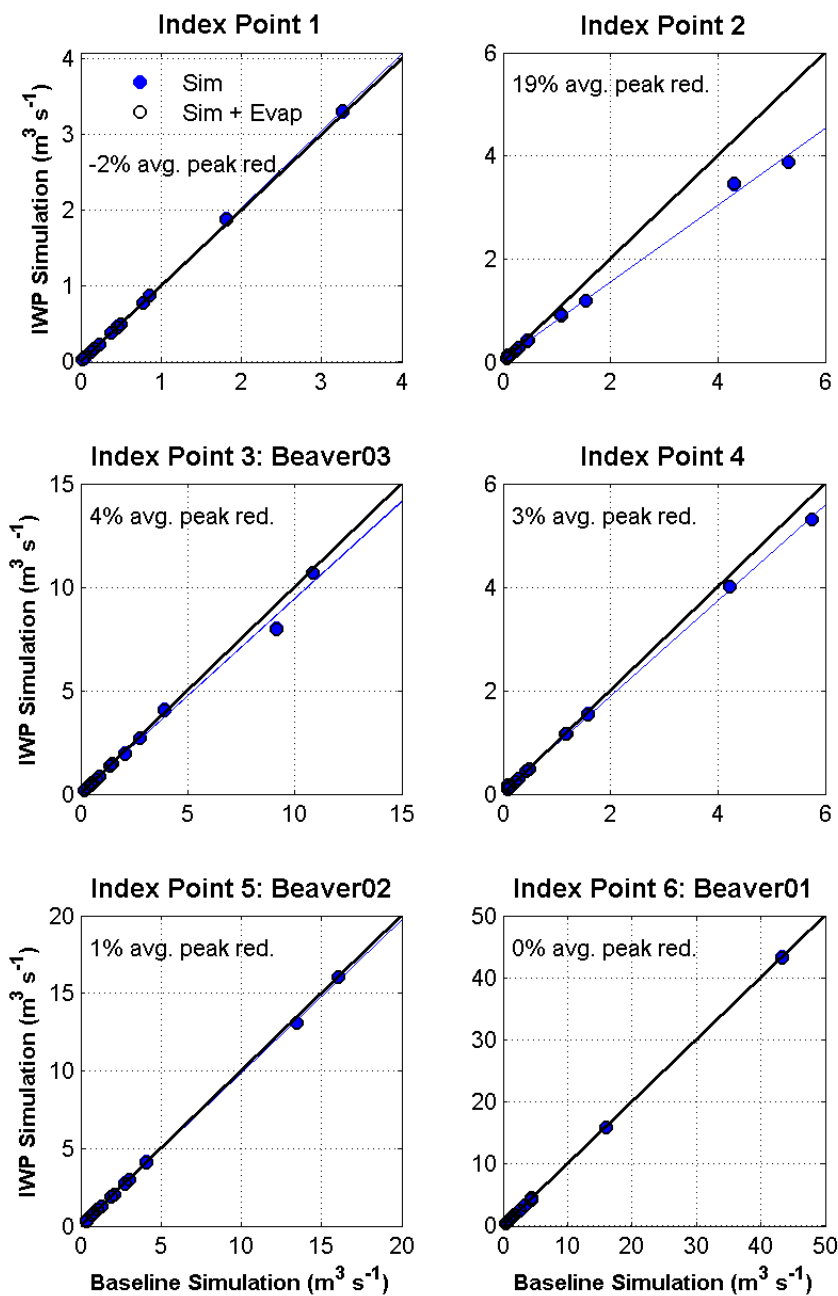 Index Point 1
IWP Simulation (m³ s⁻¹)
4
3
2
1
0
Sim
Sim + Evap
-2% avg. peak red.
0 1 2 3 4
Index Point 2
6
4
2
0
19% avg. peak red.
0 2 4 6
Index Point 3: Beaver03
IWP Simulation (m³ s⁻¹)
15
10
5
0
4% avg. peak red.
0 5 10 15
Index Point 4
6
4
2
0
3% avg. peak red.
0 2 4 6
Index Point 5: Beaver02
IWP Simulation (m³ s⁻¹)
20
15
10
5
0
1% avg. peak red.
0 5 10 15 20
Baseline Simulation (m³ s⁻¹)
Index Point 6: Beaver01
50
40
30
20
10
0
0% avg. peak red.
0 10 20 30 40 50
Baseline Simulation (m³ s⁻¹)